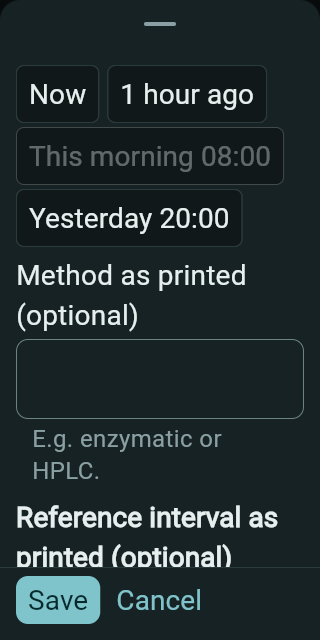 Now 1 hour ago
This morning 08:00
Yesterday 20:00
Method as printed
(optional)
E.g. enzymatic or
HPLC.
Reference interval as
printed (optional)
Save Cancel